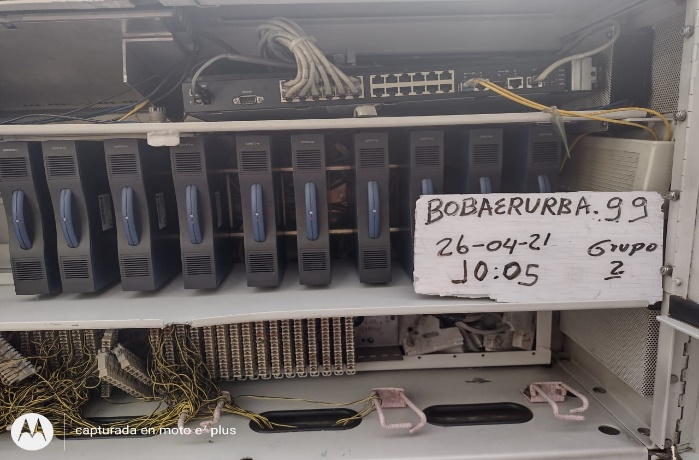 BOBAERURBA.99
26-04-21 Grupo
10:05 2
capturada en moto e⁵ plus